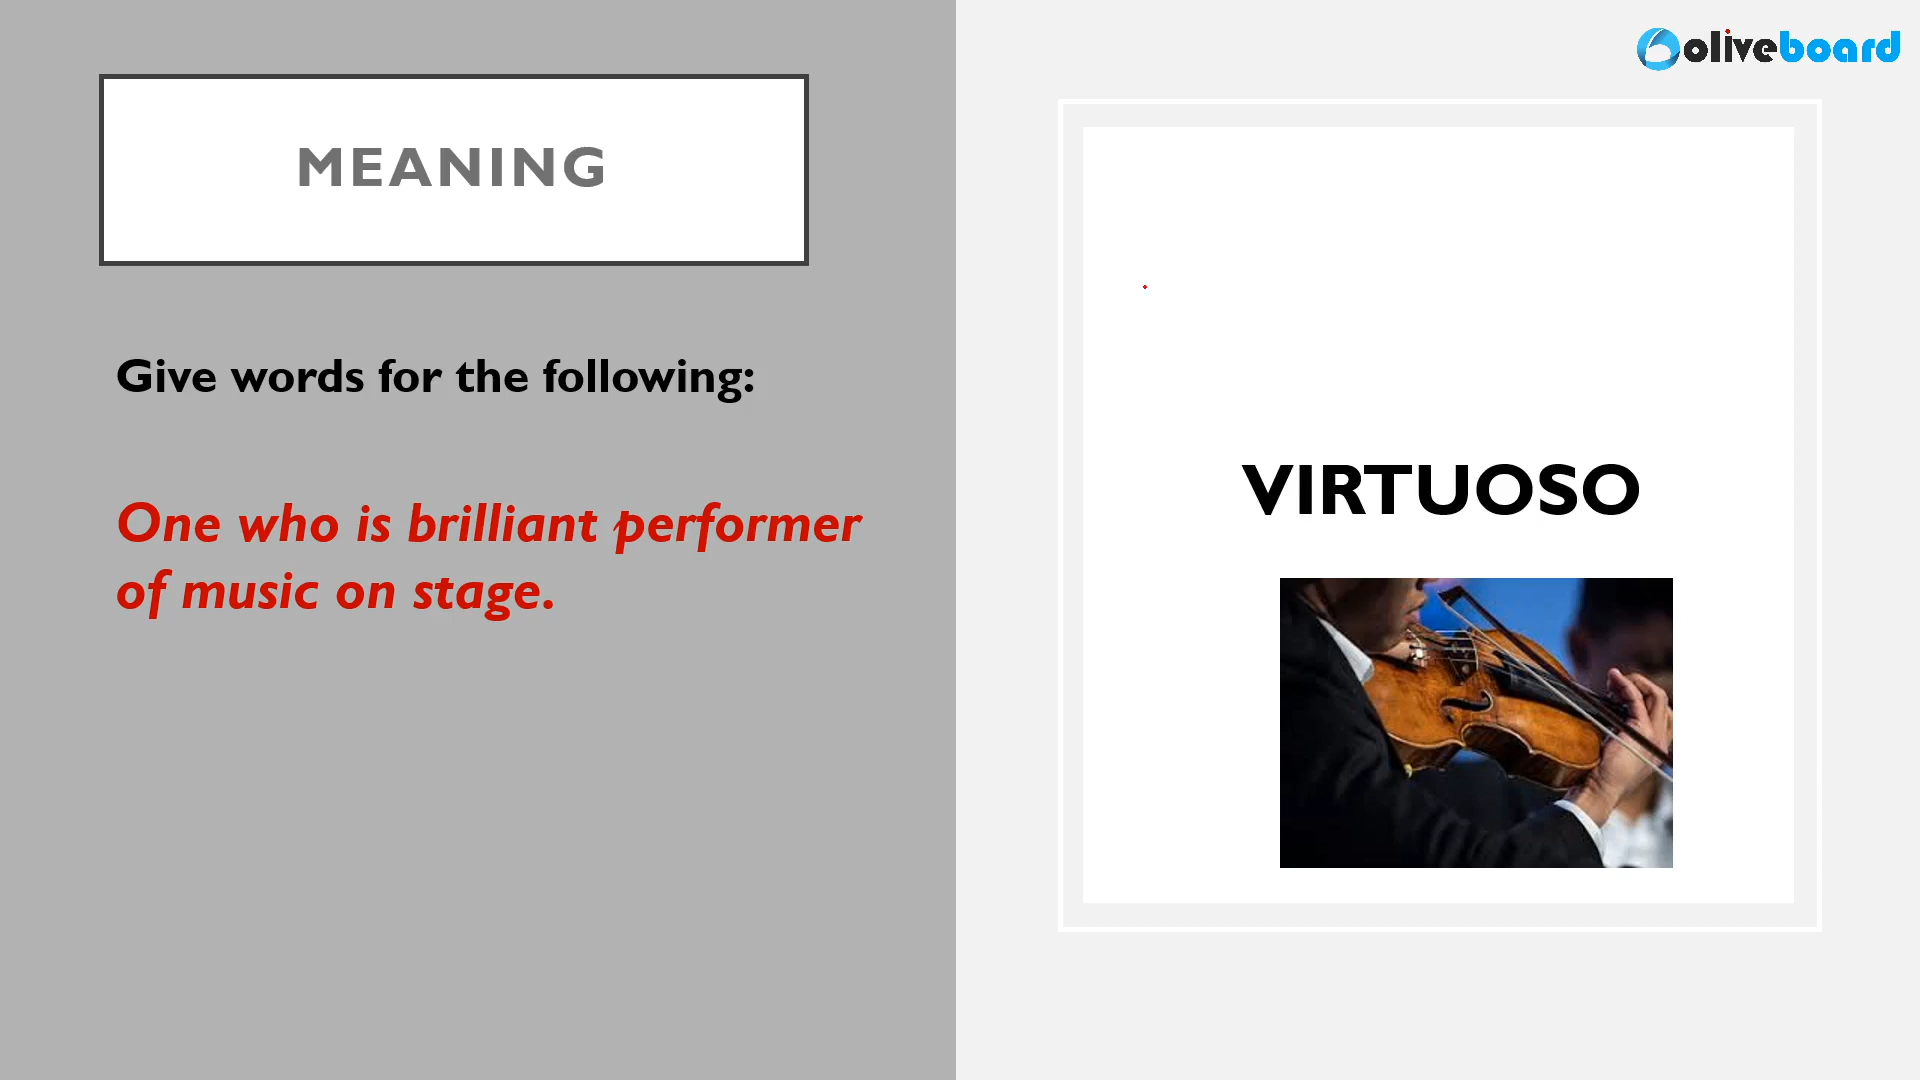 oliveboard
MEANING
Give words for the following:
One who is brilliant performer
of music on stage.
VIRTUOSO